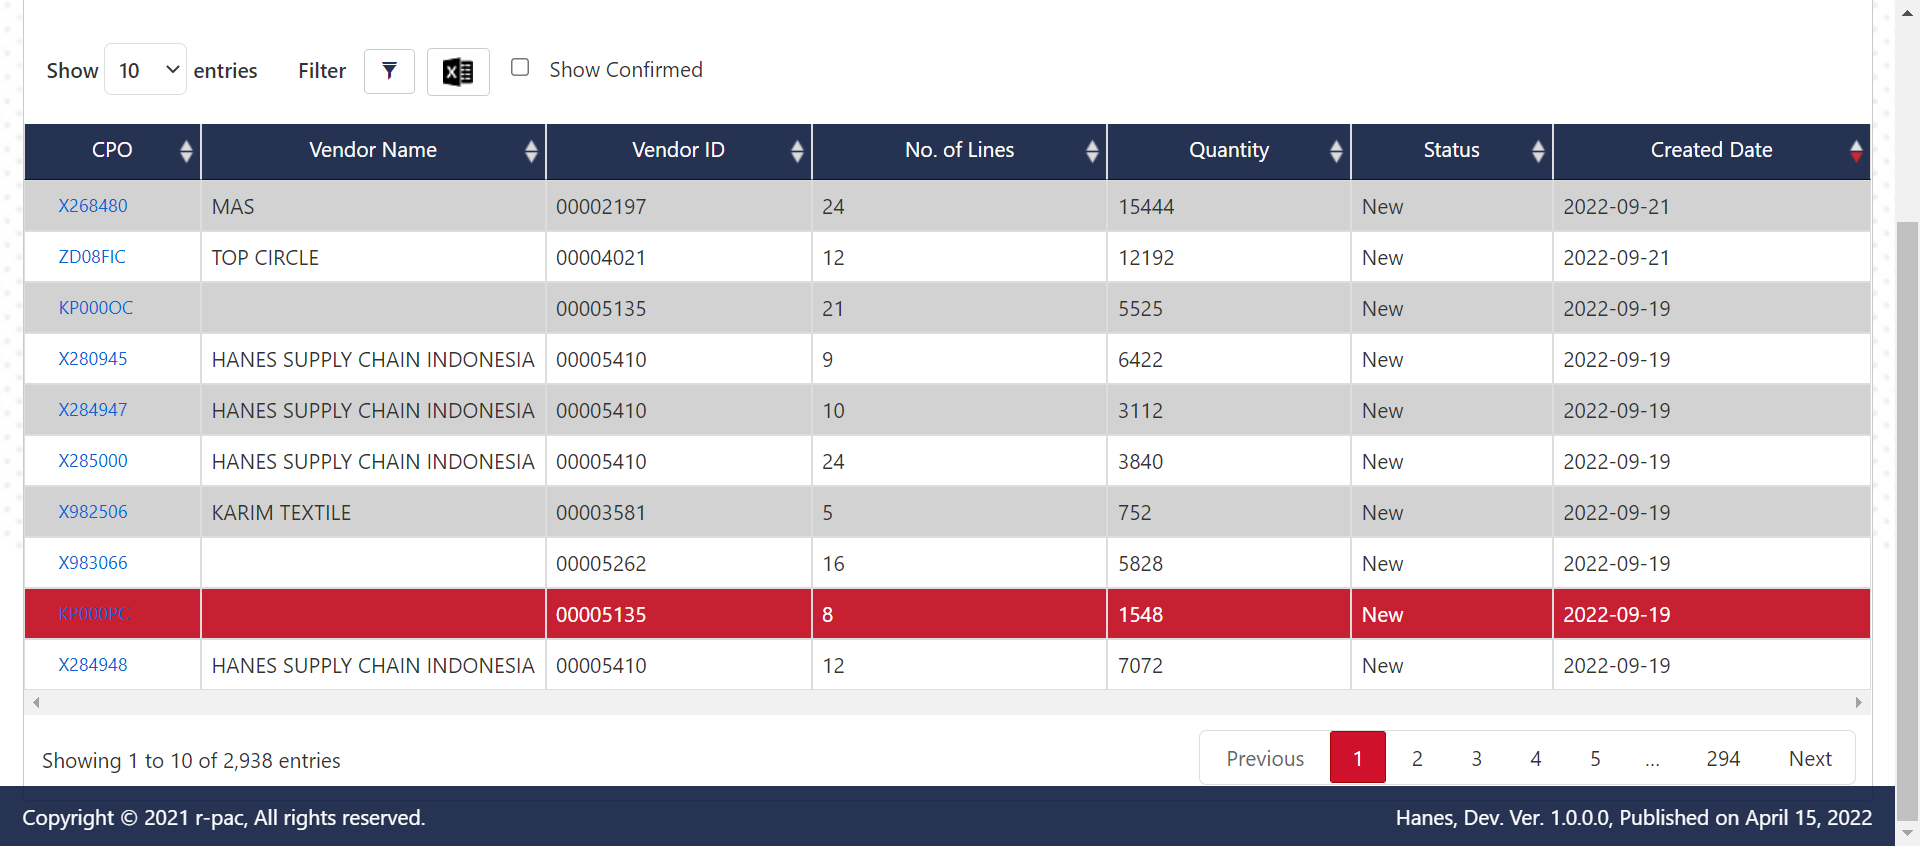 Show 10 entries Filter Show Confirmed
CPO Vendor Name Vendor ID No. of Lines Quantity Status Created Date
X268480 MAS 00002197 24 15444 New 2022-09-21
ZD08FIC TOP CIRCLE 00004021 12 12192 New 2022-09-21
KP000OC 00005135 21 5525 New 2022-09-19
X280945 HANES SUPPLY CHAIN INDONESIA 00005410 9 6422 New 2022-09-19
X284947 HANES SUPPLY CHAIN INDONESIA 00005410 10 3112 New 2022-09-19
X285000 HANES SUPPLY CHAIN INDONESIA 00005410 24 3840 New 2022-09-19
X982506 KARIM TEXTILE 00003581 5 752 New 2022-09-19
X983066 00005262 16 5828 New 2022-09-19
KP000PC 00005135 8 1548 New 2022-09-19
X284948 HANES SUPPLY CHAIN INDONESIA 00005410 12 7072 New 2022-09-19
Showing 1 to 10 of 2,938 entries Previous 1 2 3 4 5 ... 294 Next
Copyright © 2021 r-pac, All rights reserved. Hanes, Dev. Ver. 1.0.0.0, Published on April 15, 2022